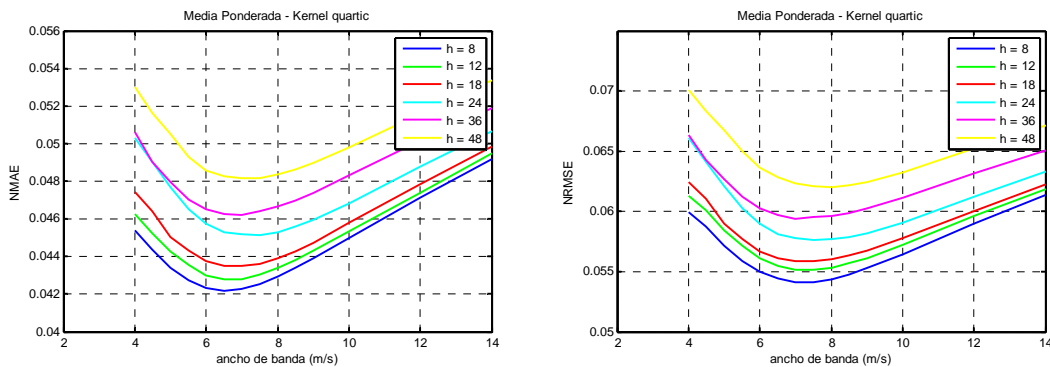 Media Ponderada - Kernel quartic
0.056
0.054
0.052
0.05
0.048
0.046
0.044
0.042
0.04
NMAE
h = 8
h = 12
h = 18
h = 24
h = 36
h = 48
2 4 6 8 10 12 14
ancho de banda (m/s)
Media Ponderada - Kernel quartic
0.07
0.065
0.06
0.055
0.05
NRMSE
h = 8
h = 12
h = 18
h = 24
h = 36
h = 48
2 4 6 8 10 12 14
ancho de banda (m/s)